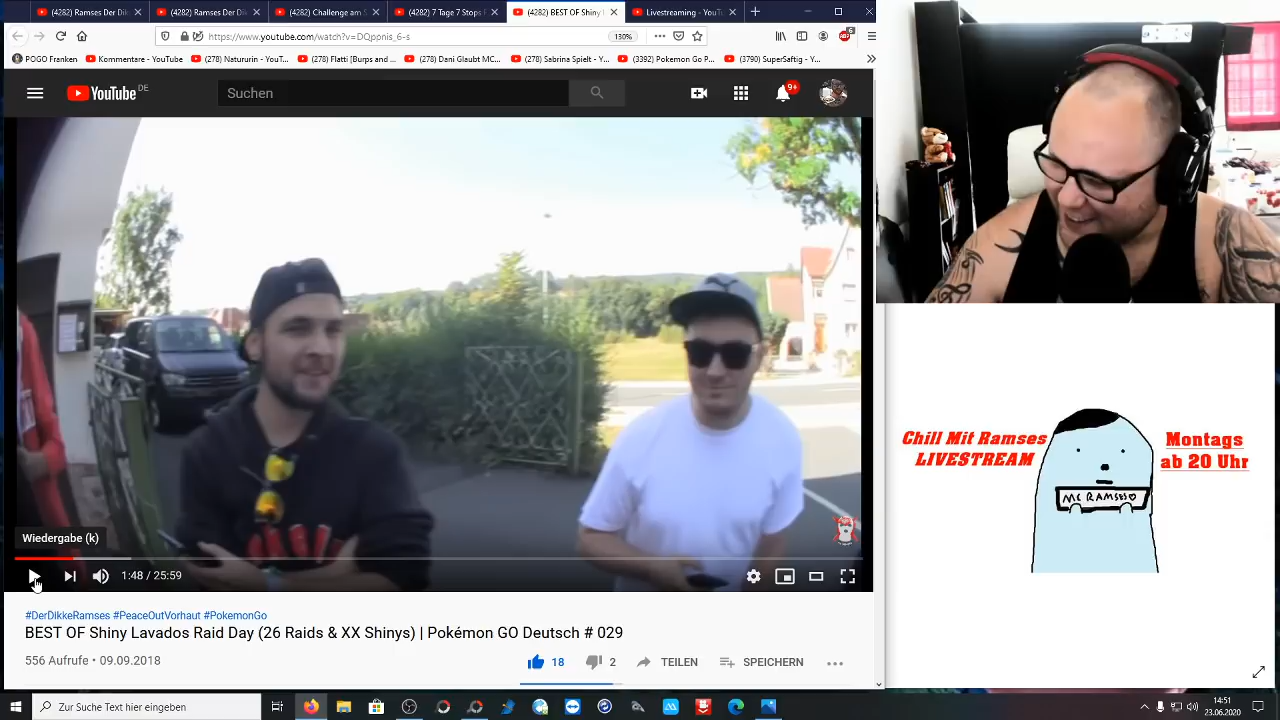 (4282) Ramses Der Dik
(4282) Ramses Der Di
(4282) Challenge am S
(4282) 7 Tage 7 Stops F
(4282) BEST OF Shiny
Livestreaming - YouTu
https://www.youtube.com/watch?v=DQppnis_6-s
130%
6
POGO Franken
Kommentare - YouTube
(278) Natururin - YouT...
(278) Flatti [Burps and ...
(278) Dani Glaubt MC...
(278) Sabrina Spielt - Y...
(3392) Pokemon Go P...
(3790) SuperSaftig - Y...
YouTube DE
Suchen
9+
Wiedergabe (k)
1:48 / 25:59
#DerDikkeRamses #PeaceOutVorhaut #PokemonGo
BEST OF Shiny Lavados Raid Day (26 Raids & XX Shinys) | Pokémon GO Deutsch # 029
556 Aufrufe • 09.09.2018
18
2
TEILEN
SPEICHERN
Chill Mit Ramses
LIVESTREAM
Montags
ab 20 Uhr
MC RAMSES
Zur Suche Text hier eingeben
14:51
23.06.2020